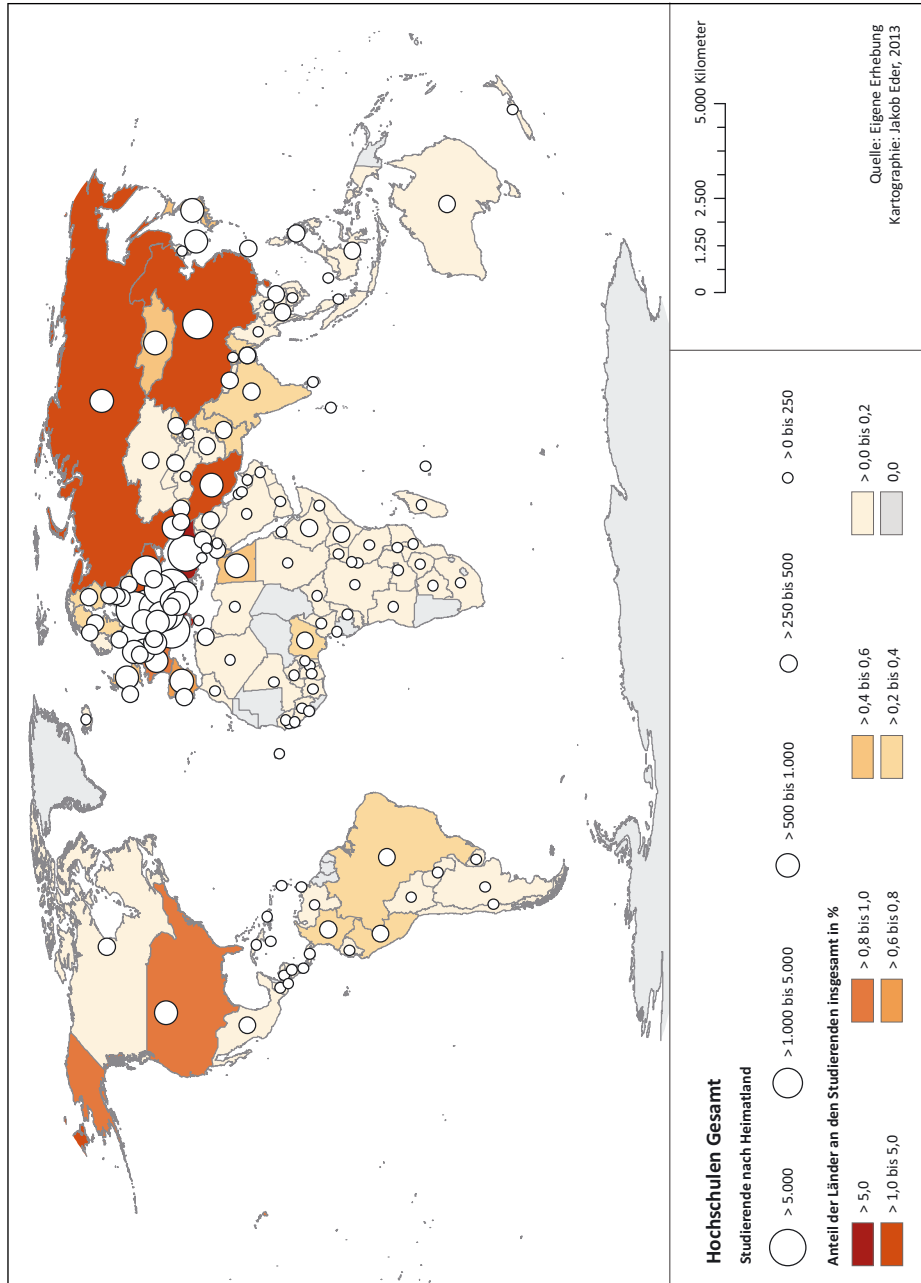 Hochschulen Gesamt
Studierende nach Heimatland
> 5.000
> 1.000 bis 5.000
> 500 bis 1.000
> 250 bis 500
> 0 bis 250
Anteil der Länder an den Studierenden insgesamt in %
> 5,0
> 0,8 bis 1,0
> 0,4 bis 0,6
> 0,0 bis 0,2
> 1,0 bis 5,0
> 0,6 bis 0,8
> 0,2 bis 0,4
0,0
0 1.250 2.500 5.000 Kilometer
Quelle: Eigene Erhebung
Kartographie: Jakob Eder, 2013